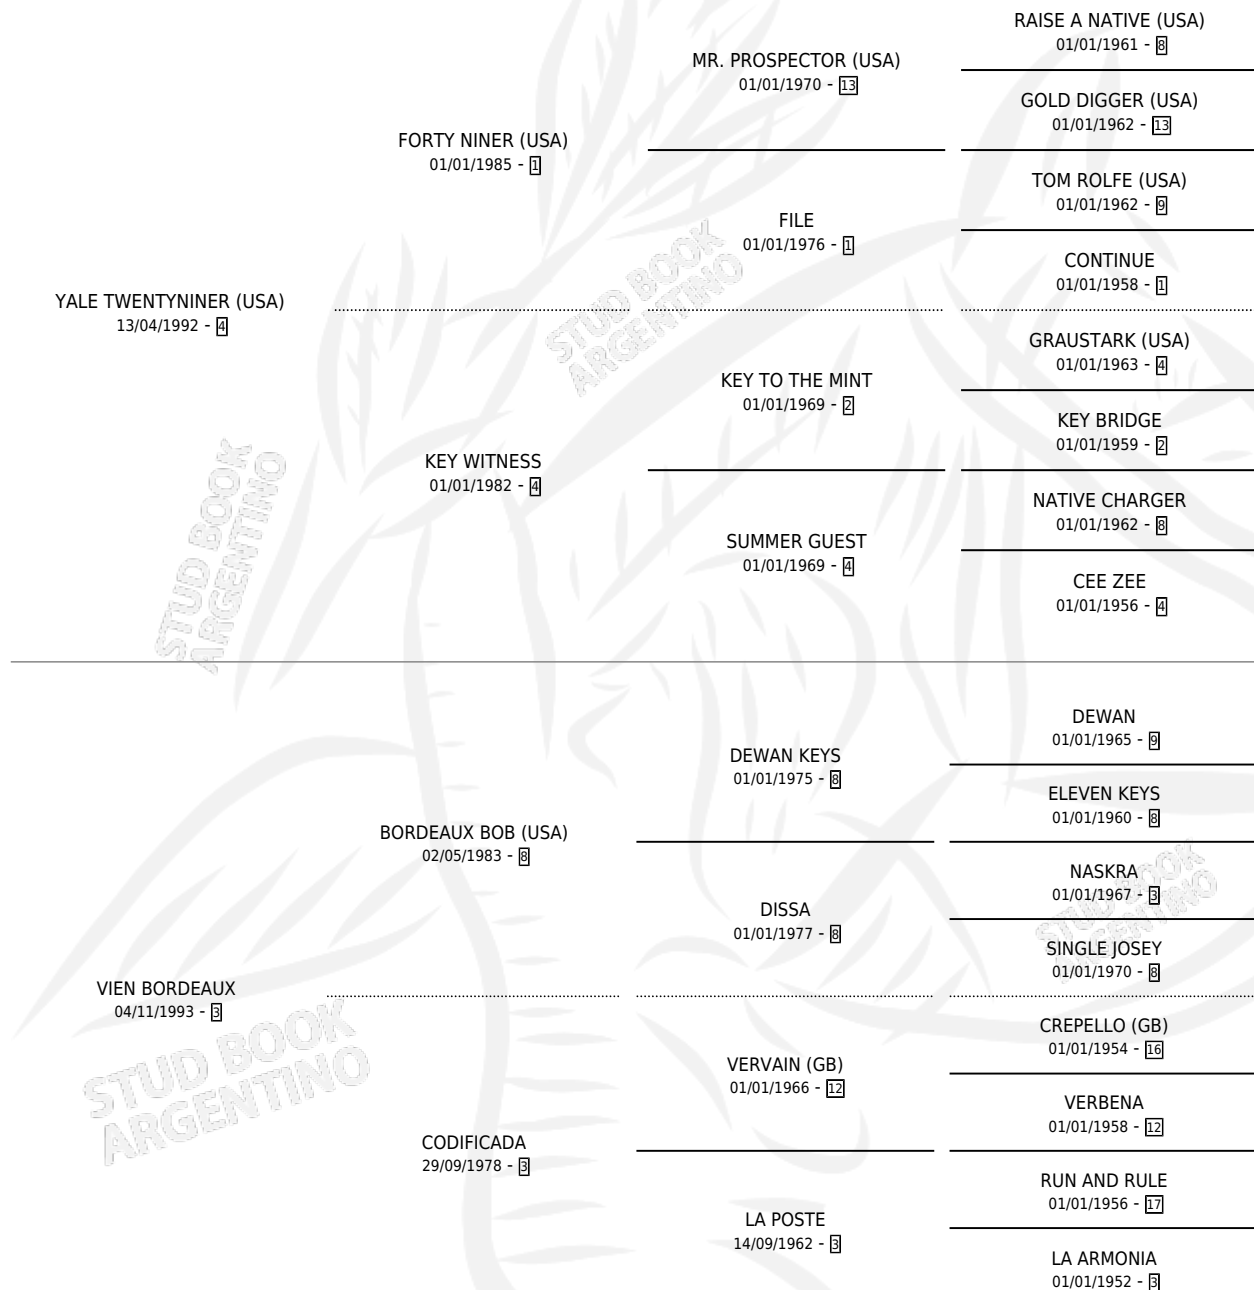 RAISE A NATIVE (USA)
01/01/1961 - 8
MR. PROSPECTOR (USA)
01/01/1970 - 13
GOLD DIGGER (USA)
01/01/1962 - 13
FORTY NINER (USA)
01/01/1985 - 1
TOM ROLFE (USA)
01/01/1962 - 9
FILE
01/01/1976 - 1
CONTINUE
01/01/1958 - 1
YALE TWENTYNINER (USA)
13/04/1992 - 4
GRAUSTARK (USA)
01/01/1963 - 4
KEY TO THE MINT
01/01/1969 - 2
KEY BRIDGE
01/01/1959 - 2
KEY WITNESS
01/01/1982 - 4
NATIVE CHARGER
01/01/1962 - 8
SUMMER GUEST
01/01/1969 - 4
CEE ZEE
01/01/1956 - 4
DEWAN
01/01/1965 - 9
DEWAN KEYS
01/01/1975 - 8
ELEVEN KEYS
01/01/1960 - 8
BORDEAUX BOB (USA)
02/05/1983 - 8
NASKRA
01/01/1967 - 3
DISSA
01/01/1977 - 8
SINGLE JOSEY
01/01/1970 - 8
VIEN BORDEAUX
04/11/1993 - 3
CREPELLO (GB)
01/01/1954 - 16
VERVAIN (GB)
01/01/1966 - 12
VERBENA
01/01/1958 - 12
CODIFICADA
29/09/1978 - 3
RUN AND RULE
01/01/1956 - 17
LA POSTE
14/09/1962 - 3
LA ARMONIA
01/01/1952 - 3
STUD BOOK
ARGENTINO
STUD BOOK
ARGENTINO
STUD BOOK
ARGENTINO
STUD BOOK
ARGENTINO